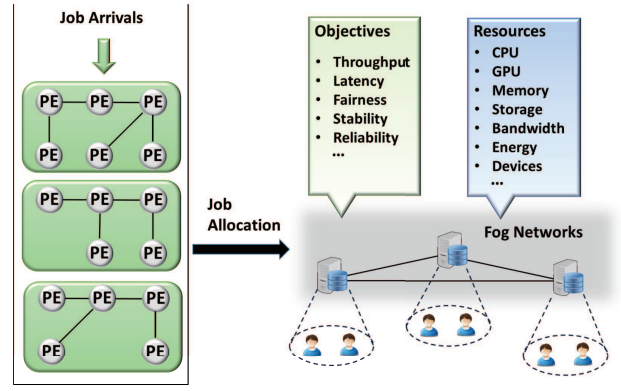 Job Arrivals
PE PE PE
PE PE PE
PE PE PE
PE PE
PE PE PE
PE PE
Job
Allocation
Objectives
• Throughput
• Latency
• Fairness
• Stability
• Reliability
...
Resources
• CPU
• GPU
• Memory
• Storage
• Bandwidth
• Energy
• Devices
...
Fog Networks